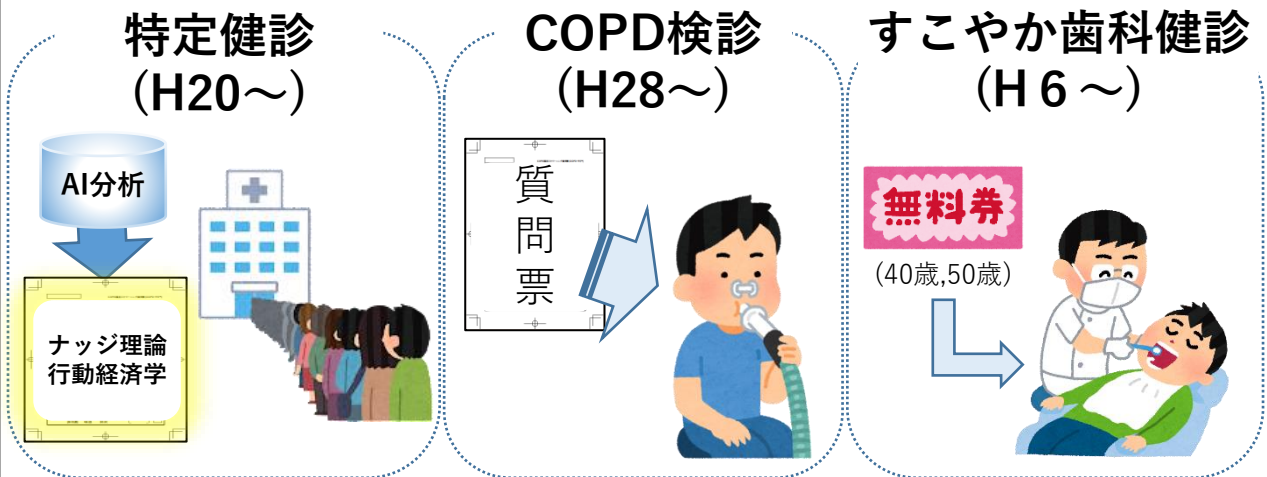 特定健診
(H20～)
AI分析
ナッジ理論
行動経済学
COPD検診
(H28～)
質
問
票
すこやか歯科健診
(H６～)
無料券
(40歳,50歳)